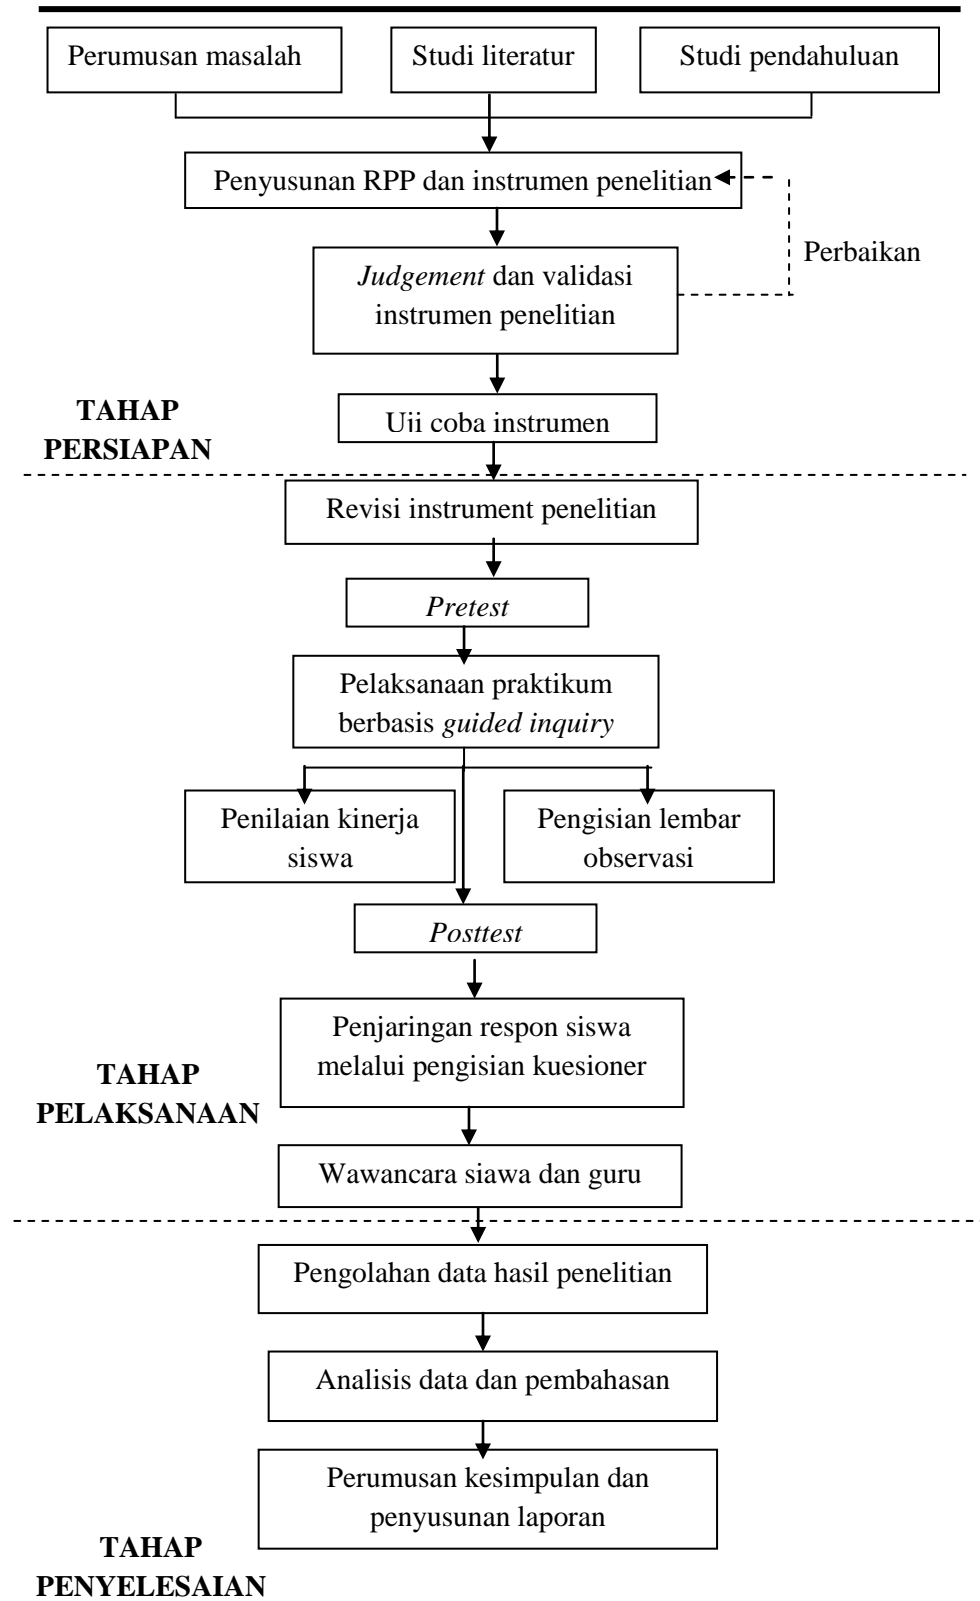 Perumusan masalah
Studi literatur
Studi pendahuluan
Penyusunan RPP dan instrumen penelitian
Perbaikan
Judgement dan validasi
instrumen penelitian
Uji coba instrumen
TAHAP
PERSIAPAN
Revisi instrument penelitian
Pretest
Pelaksanaan praktikum
berbasis guided inquiry
Penilaian kinerja
siswa
Pengisian lembar
observasi
Posttest
Penjaringan respon siswa
melalui pengisian kuesioner
TAHAP
PELAKSANAAN
Wawancara siawa dan guru
Pengolahan data hasil penelitian
Analisis data dan pembahasan
Perumusan kesimpulan dan
penyusunan laporan
TAHAP
PENYELESAIAN